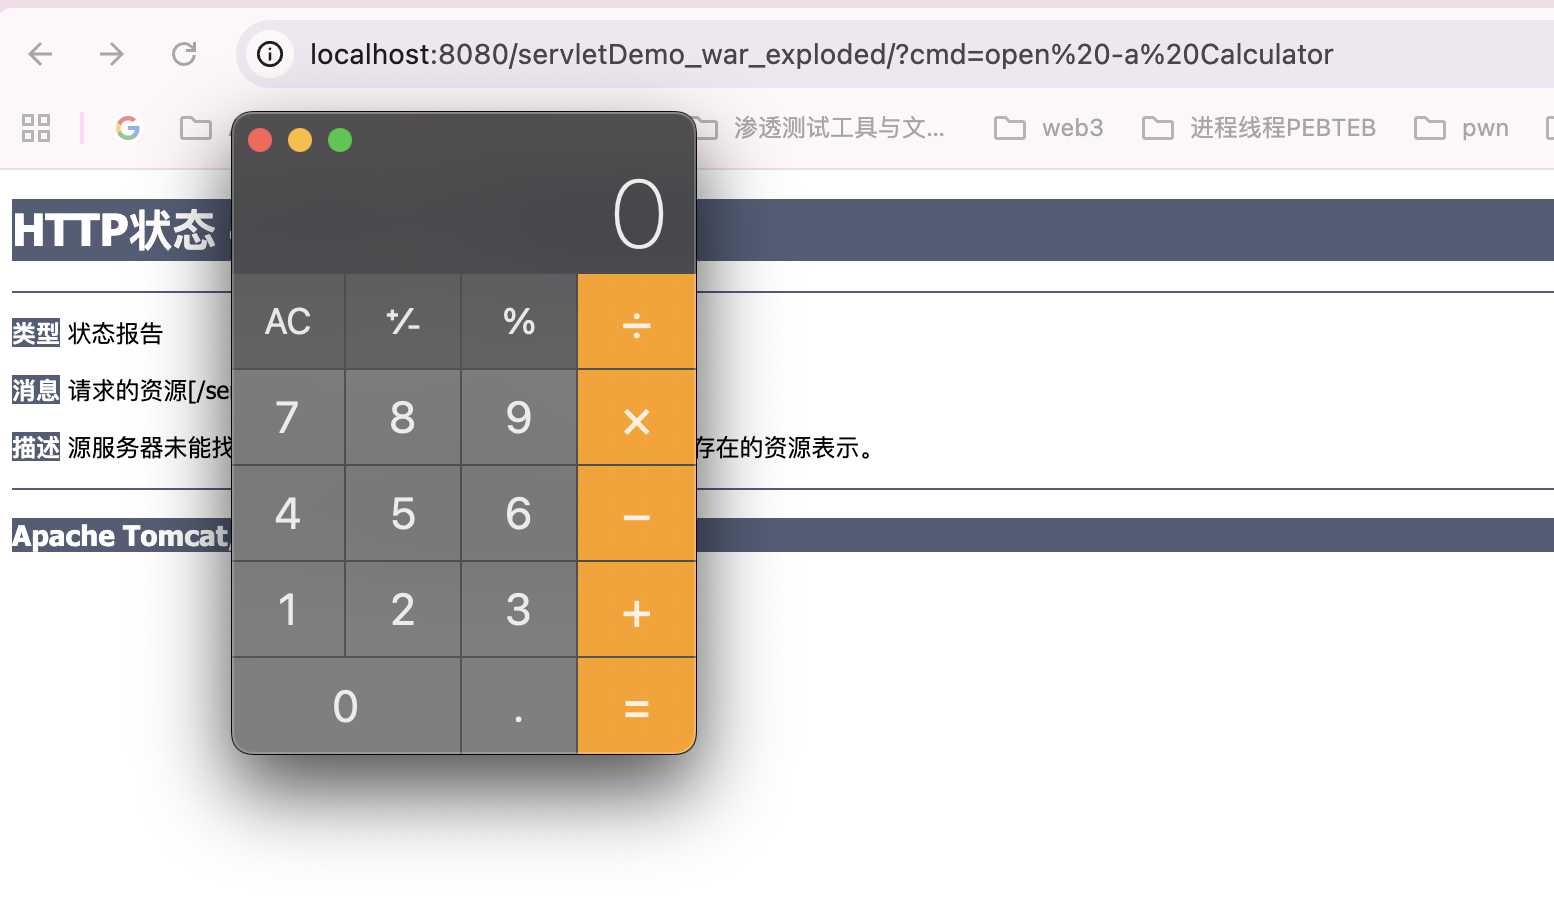 localhost:8080/servletDemo_war_exploded/?cmd=open%20-a%20Calculator
渗透测试工具与文... web3 进程线程PEBTEB pwn
HTTP状态
0
AC +/- % ÷
类型 状态报告
消息 请求的资源[/se
7 8 9 ×
描述 源服务器未能找 存在的资源表示。
4 5 6 −
Apache Tomcat
1 2 3 +
0 . =